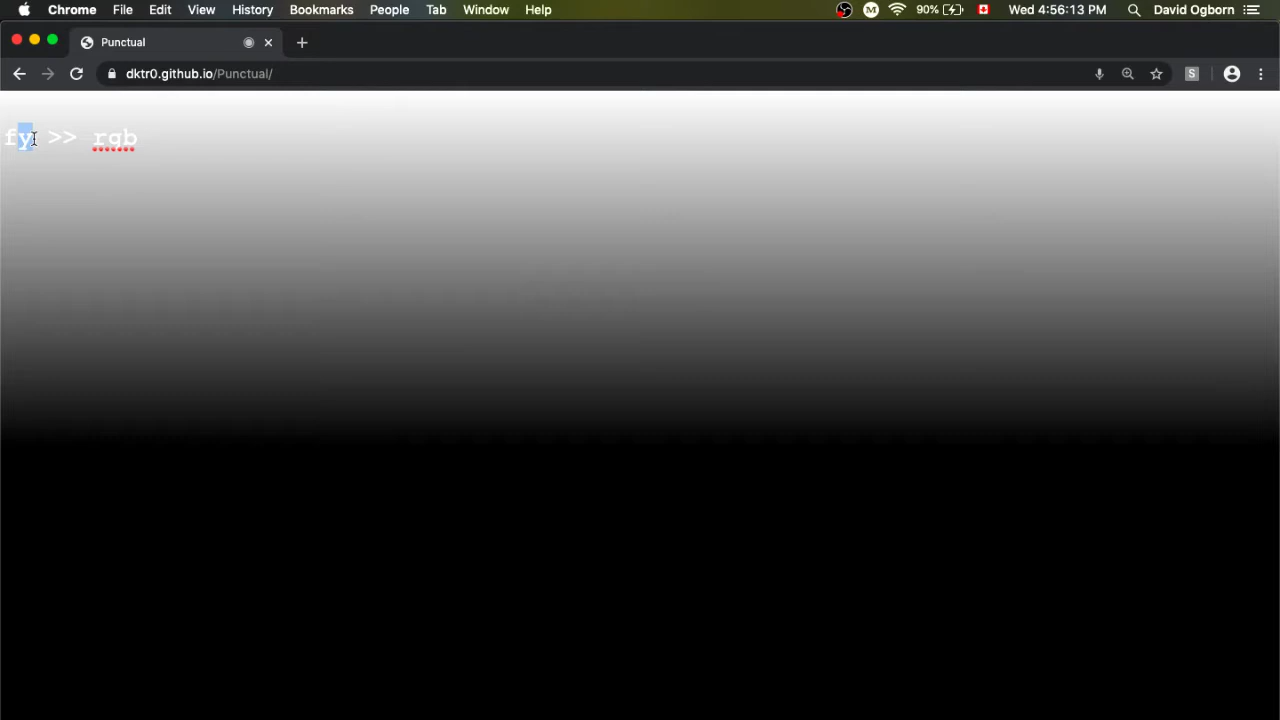 Chrome File Edit View History Bookmarks People Tab Window Help M 90% Wed 4:56:13 PM David Ogborn
Punctual
dktr0.github.io/Punctual/ S
fy >> rgb